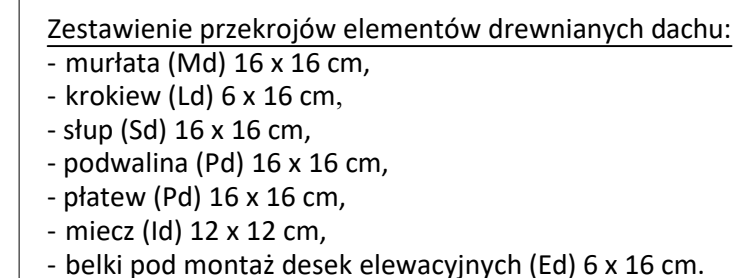 Zestawienie przekrojów elementów drewnianych dachu:
- murłata (Md) 16 x 16 cm,
- krokiew (Ld) 6 x 16 cm,
- słup (Sd) 16 x 16 cm,
- podwalina (Pd) 16 x 16 cm,
- płatew (Pd) 16 x 16 cm,
- miecz (Id) 12 x 12 cm,
- belki pod montaż desek elewacyjnych (Ed) 6 x 16 cm.